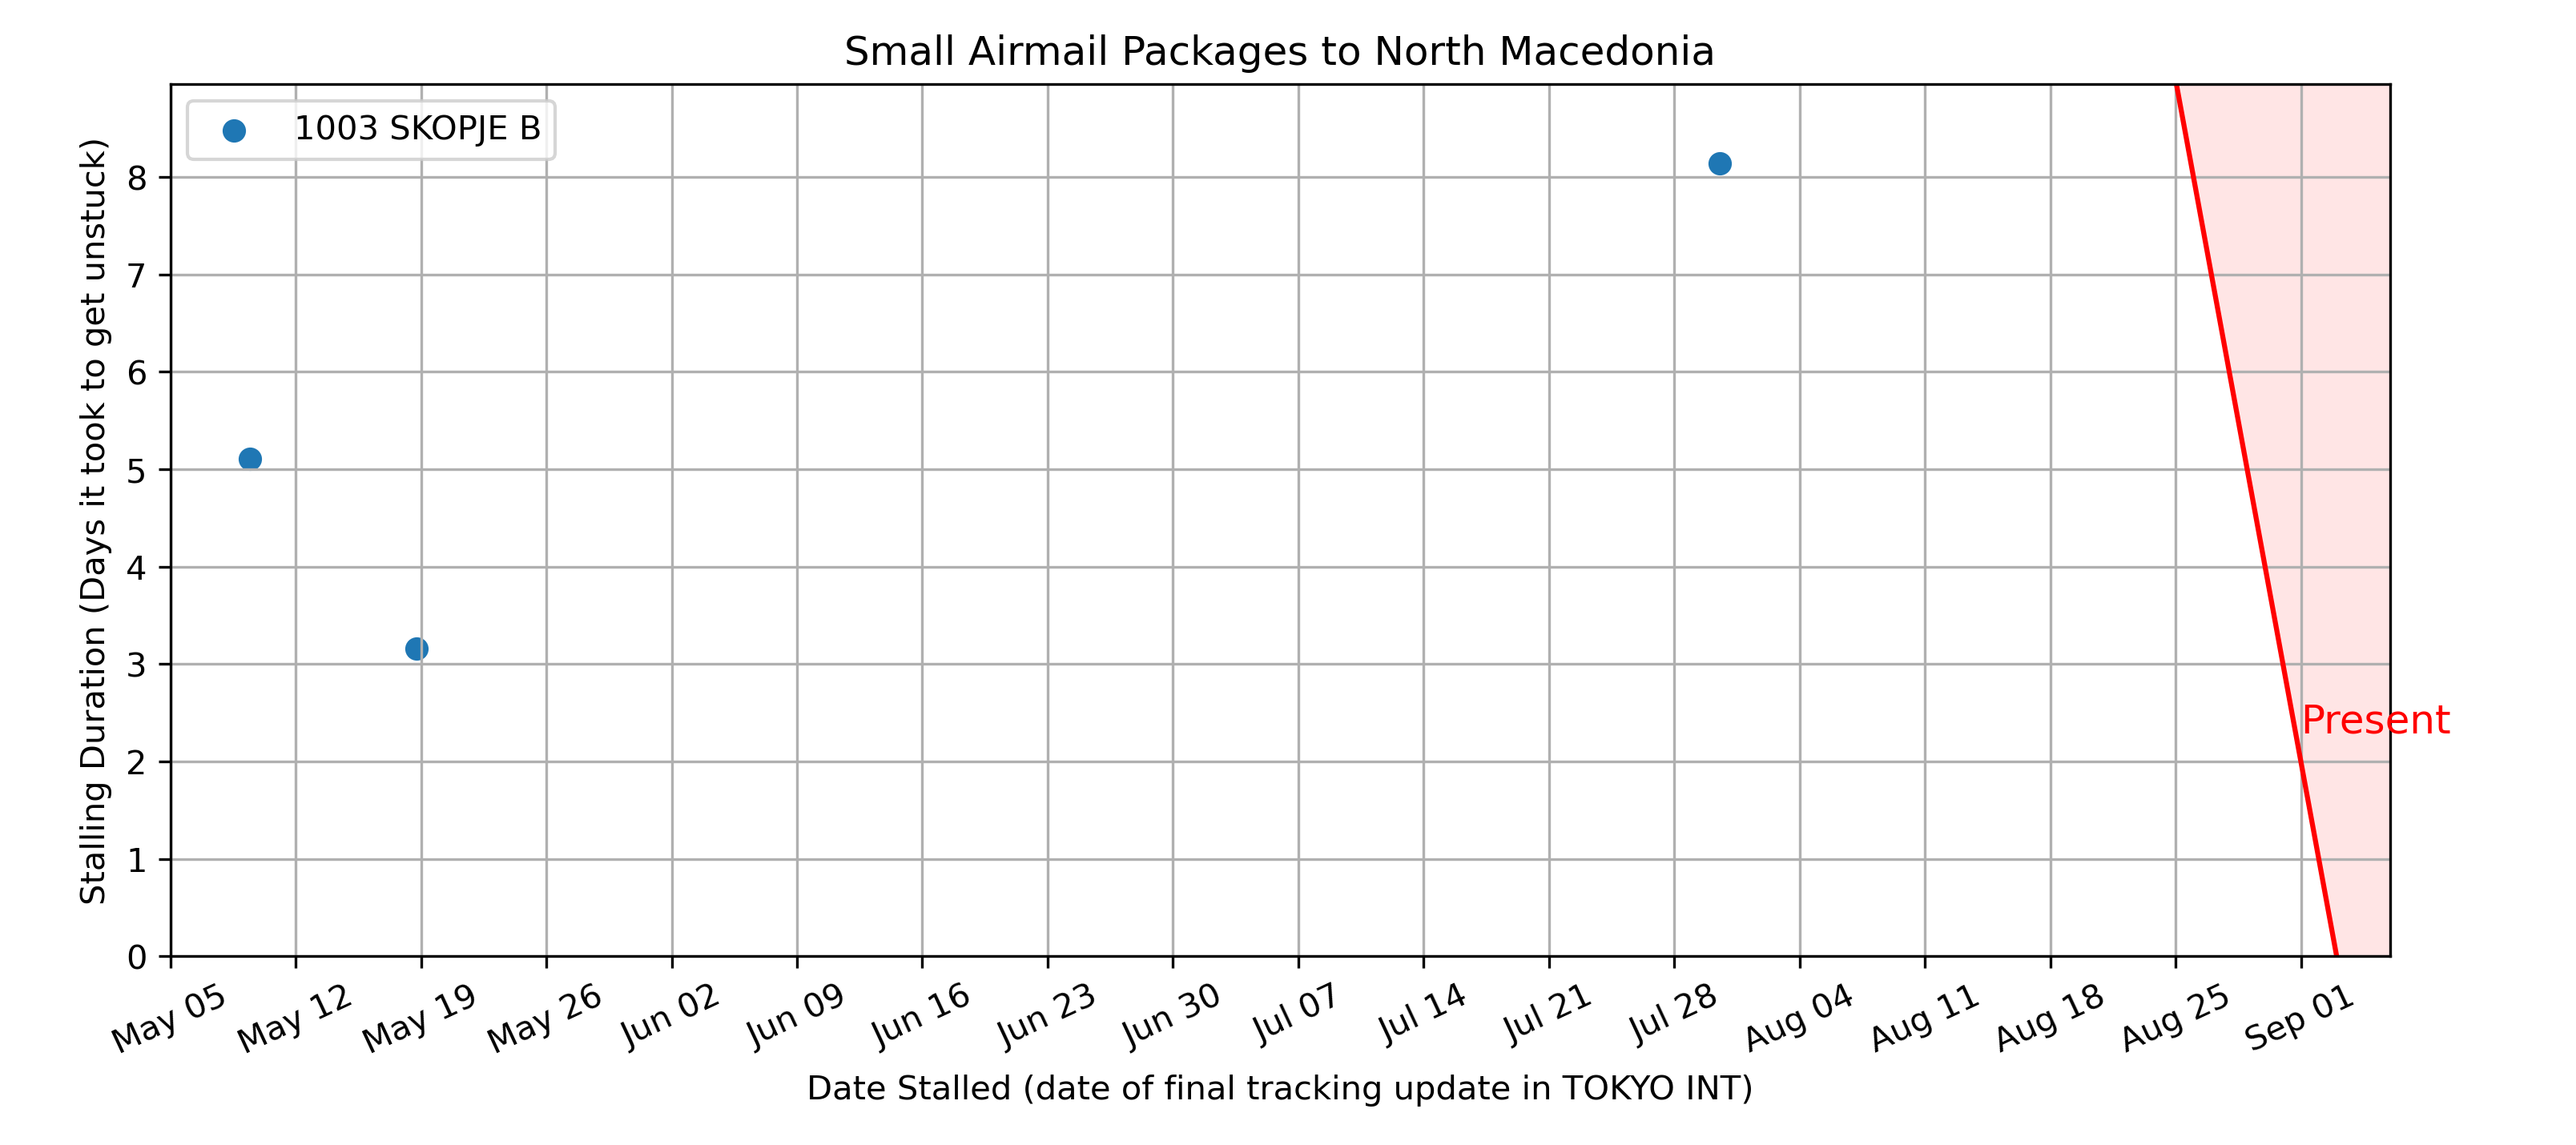 Small Airmail Packages to North Macedonia
1003 SKOPJE B
Stalling Duration (Days it took to get unstuck)
8
7
6
5
4
3
2
1
0
Present
May 05
May 12
May 19
May 26
Jun 02
Jun 09
Jun 16
Jun 23
Jun 30
Jul 07
Jul 14
Jul 21
Jul 28
Aug 04
Aug 11
Aug 18
Aug 25
Sep 01
Date Stalled (date of final tracking update in TOKYO INT)